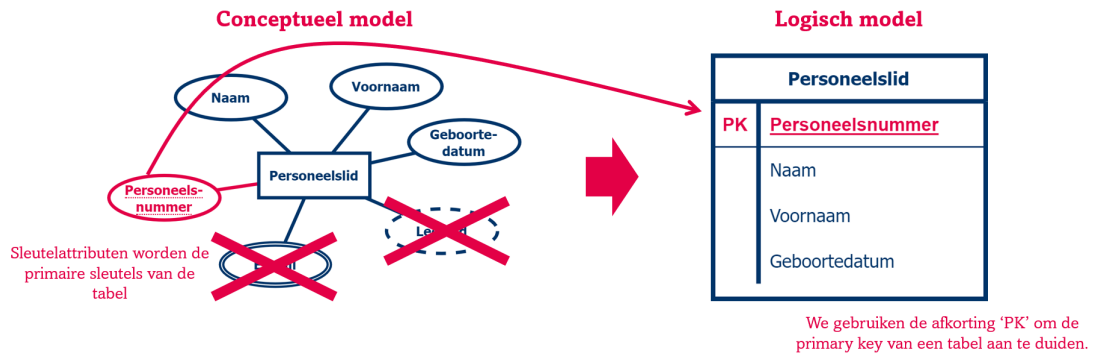 Conceptueel model
Logisch model
Naam
Voornaam
Geboorte-
datum
Personeelslid
Personeels-
nummer
Sleutelattributen worden de
primaire sleutels van de
tabel
Personeelslid
PK Personeelsnummer
Naam
Voornaam
Geboortedatum
We gebruiken de afkorting ‘PK’ om de
primary key van een tabel aan te duiden.